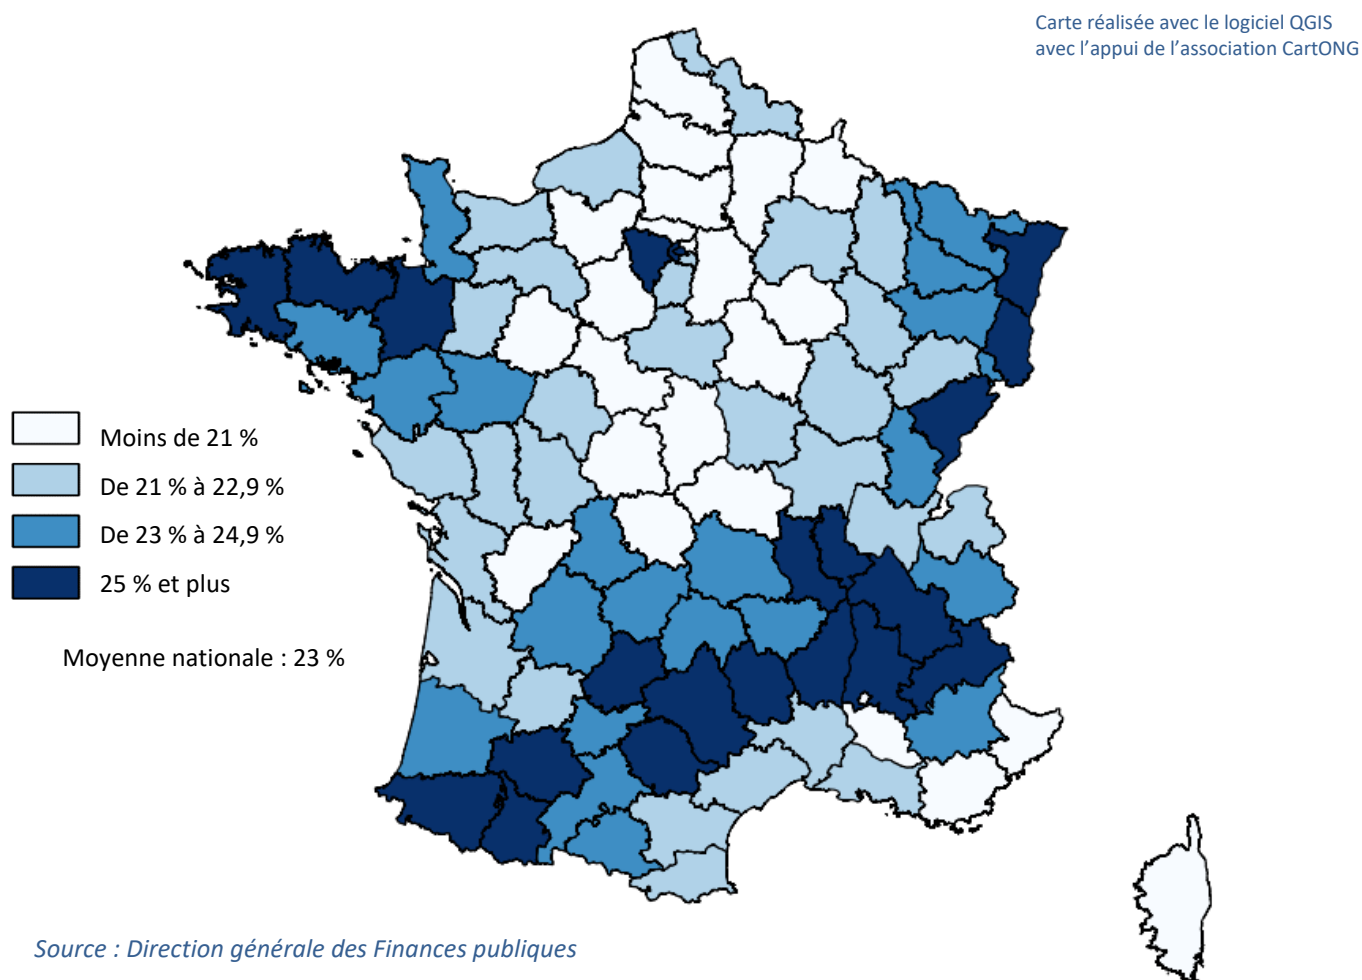 Carte réalisée avec le logiciel QGIS
avec l’appui de l’association CartONG
Moins de 21 %
De 21 % à 22,9 %
De 23 % à 24,9 %
25 % et plus
Moyenne nationale : 23 %
Source : Direction générale des Finances publiques